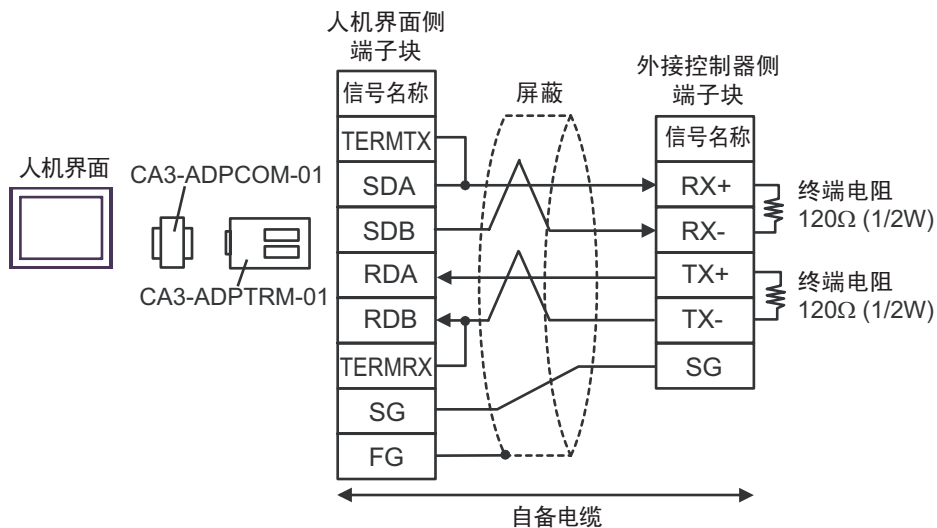 人机界面侧
端子块
外接控制器侧
端子块
信号名称
屏蔽
信号名称
TERMTX
人机界面
CA3-ADPCOM-01
SDA
RX+
终端电阻
120Ω (1/2W)
SDB
RX-
RDA
TX+
终端电阻
120Ω (1/2W)
CA3-ADPTRM-01
RDB
TX-
TERMRX
SG
SG
FG
自备电缆